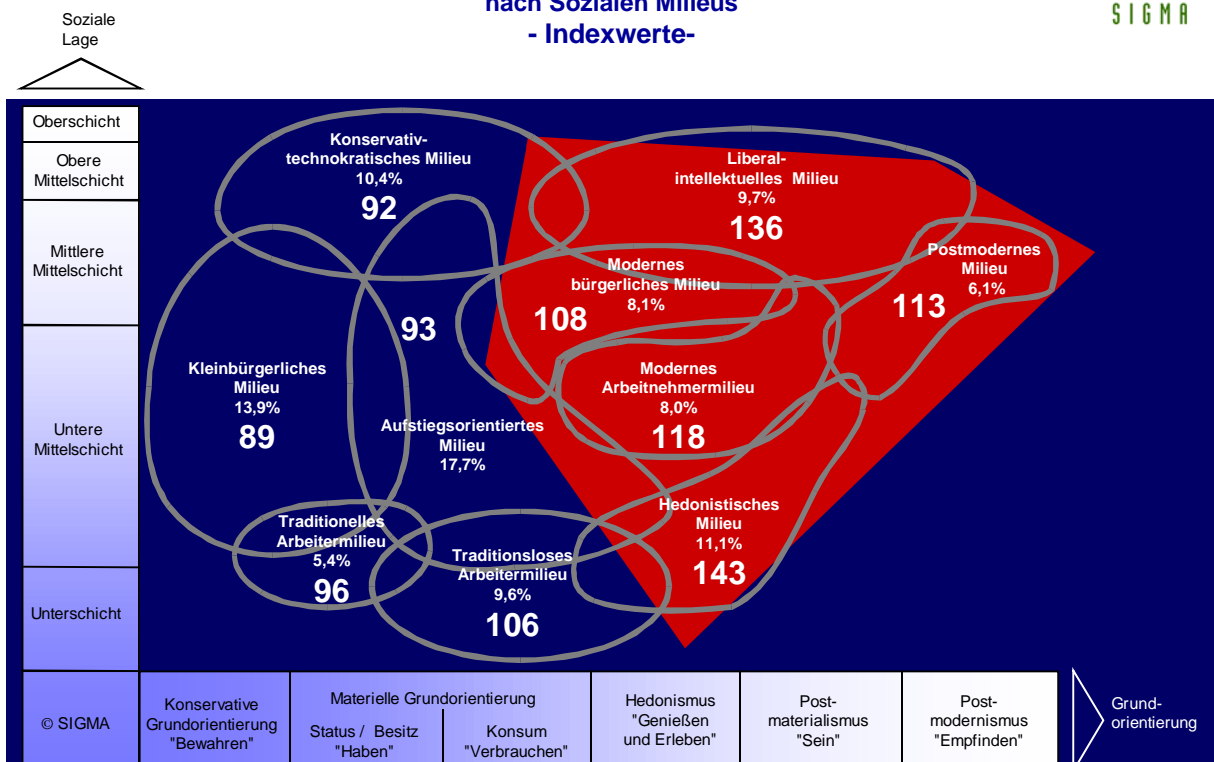 nach Sozialen Milieus
- Indexwerte-
SIGMA
Soziale
Lage
Oberschicht
Obere
Mittelschicht
Mittlere
Mittelschicht
Untere
Mittelschicht
Unterschicht
Konservativ-
technokratisches Milieu
10,4%
92
Liberal-
intellektuelles Milieu
9,7%
136
Postmodernes
Milieu
6,1%
113
Modernes
bürgerliches Milieu
8,1%
108
93
Kleinbürgerliches
Milieu
13,9%
89
Aufstiegsorientiertes
Milieu
17,7%
Modernes
Arbeitnehmermilieu
8,0%
118
Hedonistisches
Milieu
11,1%
143
Traditionelles
Arbeitermilieu
5,4%
96
Traditionsloses
Arbeitermilieu
9,6%
106
© SIGMA
Konservative
Grundorientierung
"Bewahren"
Materielle Grundorientierung
Status / Besitz
"Haben"
Konsum
"Verbrauchen"
Hedonismus
"Genießen
und Erleben"
Post-
materialismus
"Sein"
Post-
modernismus
"Empfinden"
Grund-
orientierung